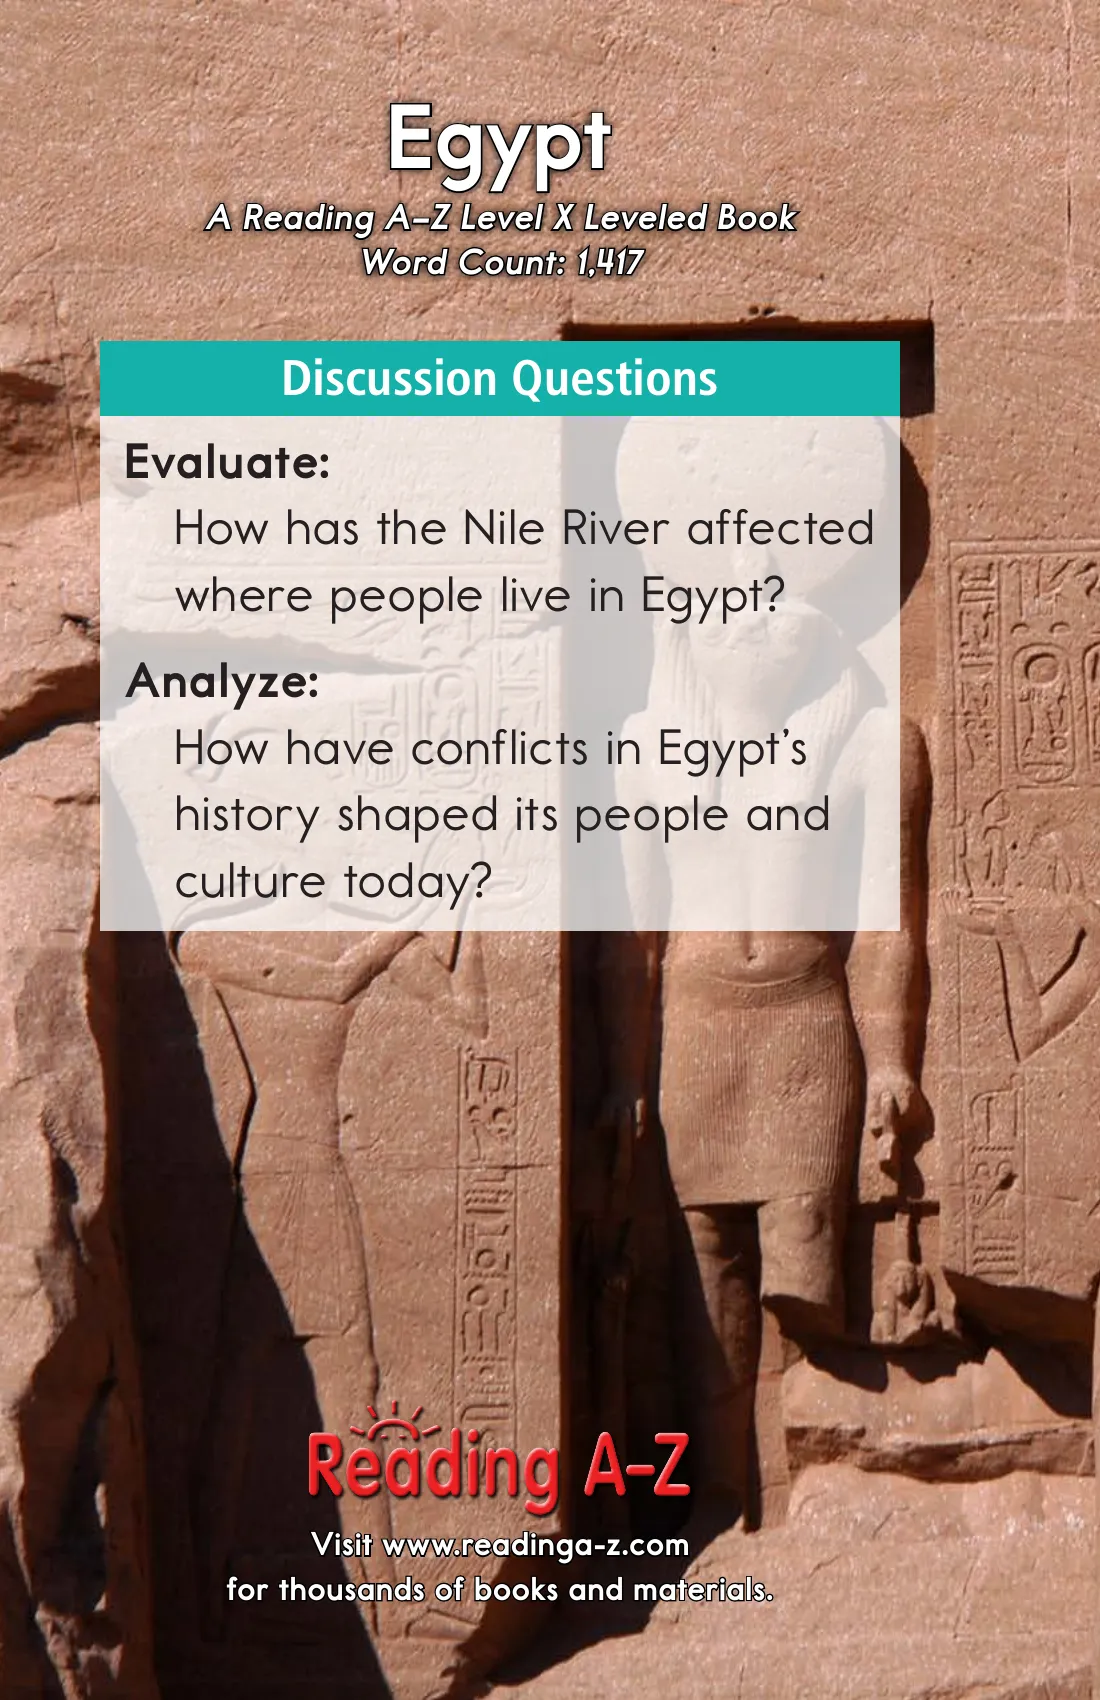 Egypt
A Reading A–Z Level X Leveled Book
Word Count: 1,417
Discussion Questions
Evaluate:
How has the Nile River affected
where people live in Egypt?
Analyze:
How have conflicts in Egypt’s
history shaped its people and
culture today?
Reading A-Z
Visit www.readinga-z.com
for thousands of books and materials.